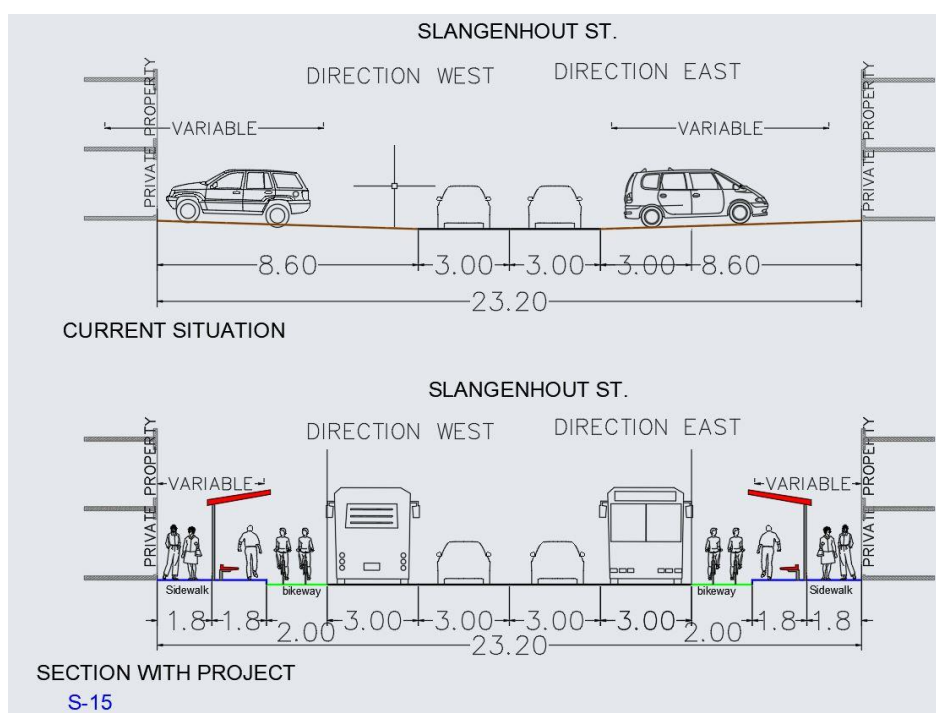 SLANGENHOUT ST.
DIRECTION WEST DIRECTION EAST
PRIVATE PROPERTY
VARIABLE VARIABLE
PRIVATE PROPERTY
8.60 3.00 3.00 3.00 8.60
23.20
CURRENT SITUATION
SLANGENHOUT ST.
DIRECTION WEST DIRECTION EAST
PRIVATE PROPERTY
VARIABLE VARIABLE
PRIVATE PROPERTY
Sidewalk bikeway bikeway Sidewalk
1.8 1.8 2.00 3.00 3.00 3.00 3.00 2.00 1.8 1.8
23.20
SECTION WITH PROJECT
S-15